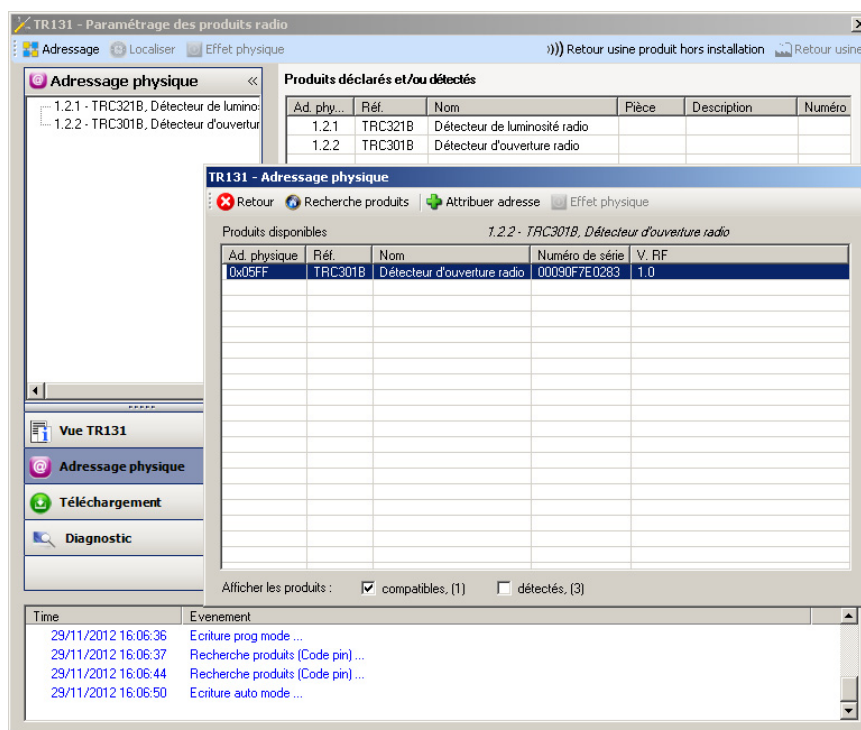 TR131 - Paramétrage des produits radio
Adressage Localiser Effet physique ))) Retour usine produit hors installation Retour usine
Adressage physique «
1.2.1 - TRC321B, Détecteur de lumino:
1.2.2 - TRC301B, Détecteur d'ouvertur
Produits déclarés et/ou détectés
Ad. phy... Réf. Nom Pièce Description Numéro
1.2.1 TRC321B Détecteur de luminosité radio
1.2.2 TRC301B Détecteur d'ouverture radio
TR131 - Adressage physique
Retour Recherche produits Attribuer adresse Effet physique
Produits disponibles 1.2.2 - TRC301B, Détecteur d'ouverture radio
Ad. physique Réf. Nom Numéro de série V. RF
0x05FF TRC301B Détecteur d'ouverture radio 00090F7E0283 1.0
Vue TR131
Adressage physique
Téléchargement
Diagnostic
Afficher les produits : compatibles, (1) détectés, (3)
Time Evenement
29/11/2012 16:06:36 Ecriture prog mode ...
29/11/2012 16:06:37 Recherche produits (Code pin) ...
29/11/2012 16:06:44 Recherche produits (Code pin) ...
29/11/2012 16:06:50 Ecriture auto mode ...